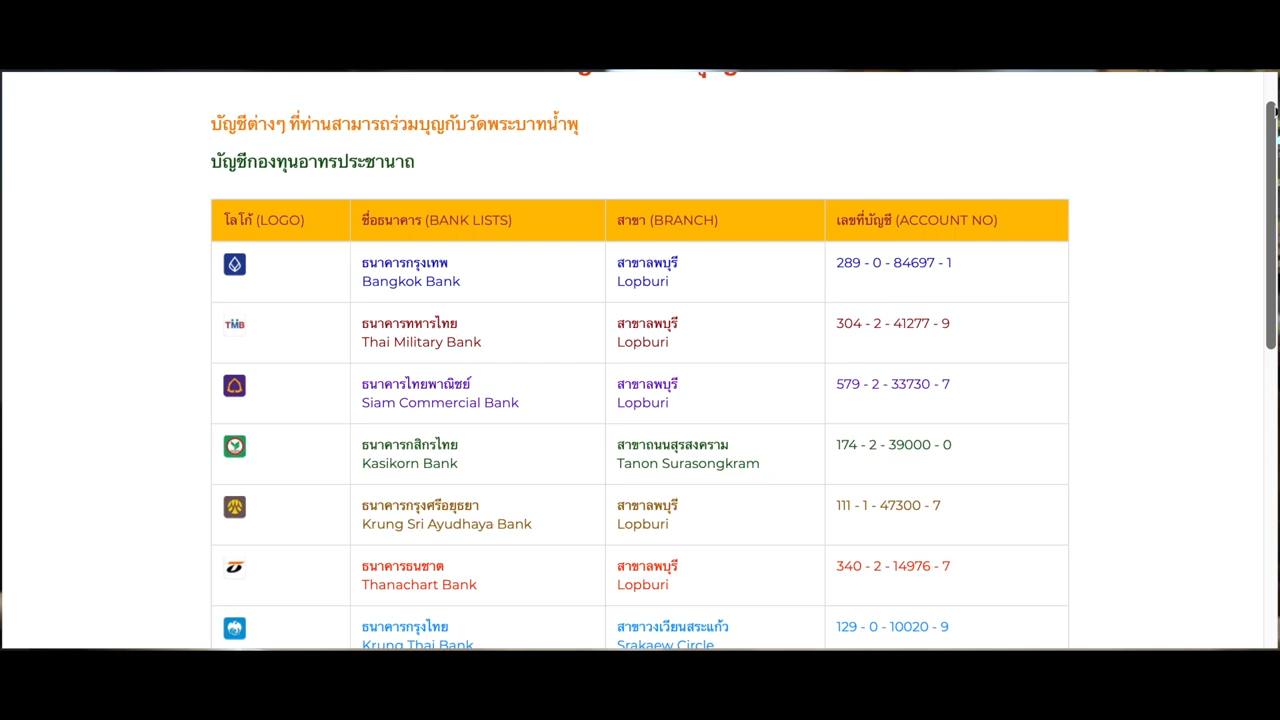 บัญชีต่างๆ ที่ท่านสามารถร่วมบุญกับวัดพระบาทน้ำพุ
บัญชีกองทุนอาทรประชานาถ
โลโก้ (LOGO) ชื่อธนาคาร (BANK LISTS) สาขา (BRANCH) เลขที่บัญชี (ACCOUNT NO)
ธนาคารกรุงเทพ สาขาลพบุรี 289 - 0 - 84697 - 1
Bangkok Bank Lopburi
TMB ธนาคารทหารไทย สาขาลพบุรี 304 - 2 - 41277 - 9
Thai Military Bank Lopburi
ธนาคารไทยพาณิชย์ สาขาลพบุรี 579 - 2 - 33730 - 7
Siam Commercial Bank Lopburi
ธนาคารกสิกรไทย สาขาถนนสุรสงคราม 174 - 2 - 39000 - 0
Kasikorn Bank Tanon Surasongkram
ธนาคารกรุงศรีอยุธยา สาขาลพบุรี 111 - 1 - 47300 - 7
Krung Sri Ayudhaya Bank Lopburi
ธนาคารธนชาต สาขาลพบุรี 340 - 2 - 14976 - 7
Thanachart Bank Lopburi
ธนาคารกรุงไทย สาขาวงเวียนสระแก้ว 129 - 0 - 10020 - 9
Krung Thai Bank Srakaew Circle